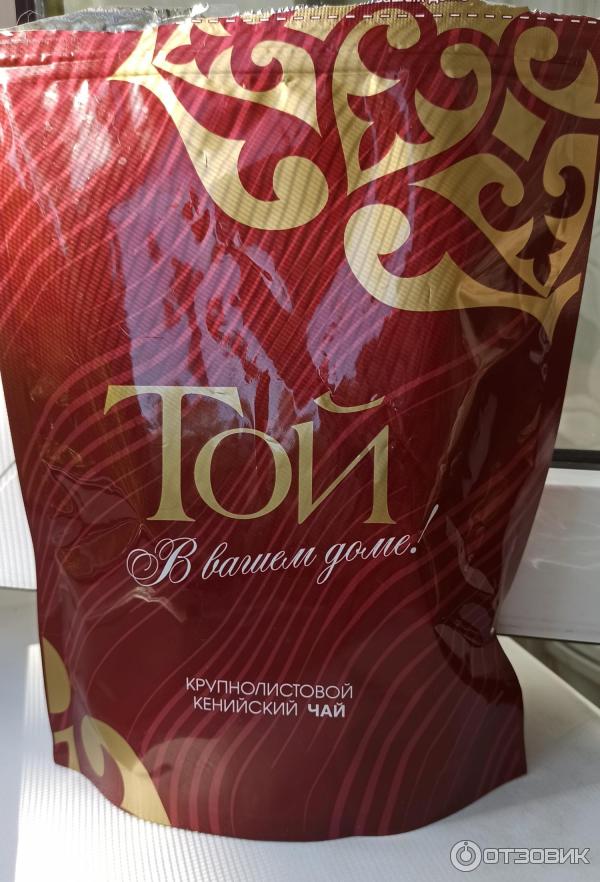 Той
В вашем доме!
КРУПНОЛИСТОВОЙ
КЕНИЙСКИЙ ЧАЙ
ОТЗОВИК